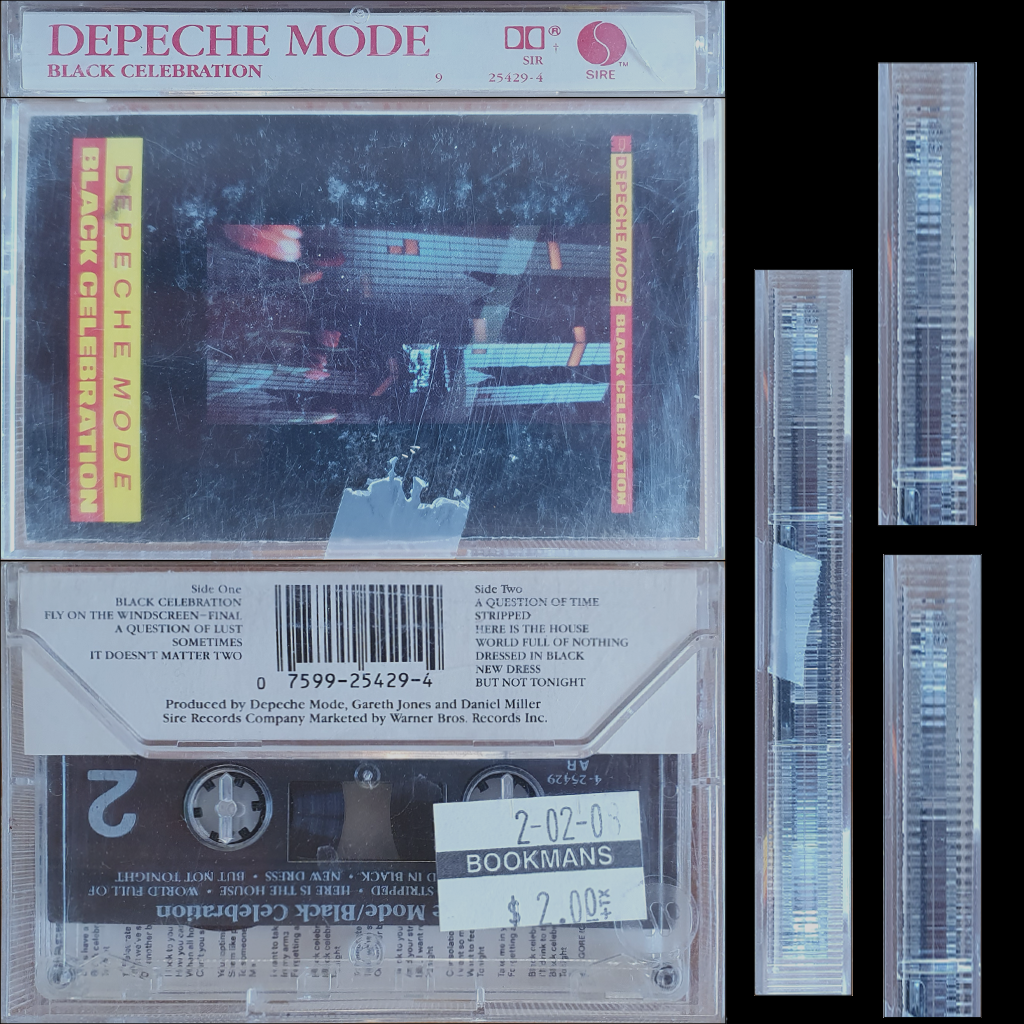 DEPECHE MODE
BLACK CELEBRATION
9 25429-4
SIR
®
†
SIRE
TM
DEPECHE MODE
BLACK CELEBRATION
DEPECHE MODE BLACK CELEBRATION
Side One
BLACK CELEBRATION
FLY ON THE WINDSCREEN–FINAL
A QUESTION OF LUST
SOMETIMES
IT DOESN'T MATTER TWO
Side Two
A QUESTION OF TIME
STRIPPED
HERE IS THE HOUSE
WORLD FULL OF NOTHING
DRESSED IN BLACK
NEW DRESS
BUT NOT TONIGHT
0 7599-25429-4
Produced by Depeche Mode, Gareth Jones and Daniel Miller
Sire Records Company Marketed by Warner Bros. Records Inc.
4-25429
AR
2
2-02-0
BOOKMANS
$ 2.00
Mode/Black Celebration
STRIPPED • HERE IS THE HOUSE • WORLD FULL OF
D IN BLACK • NEW DRESS • BUT NOT TONIGHT